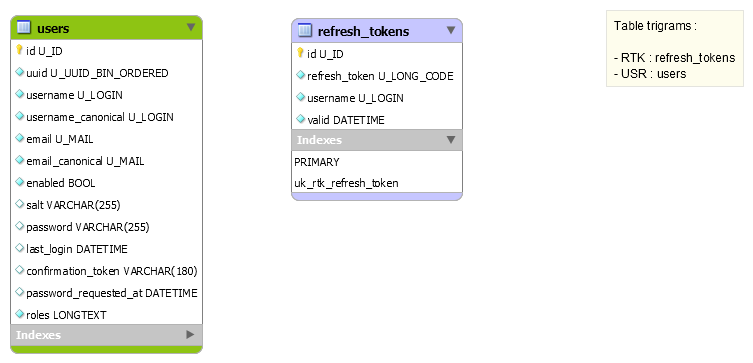 users
id U_ID
uuid U_UUID_BIN_ORDERED
username U_LOGIN
username_canonical U_LOGIN
email U_MAIL
email_canonical U_MAIL
enabled BOOL
salt VARCHAR(255)
password VARCHAR(255)
last_login DATETIME
confirmation_token VARCHAR(180)
password_requested_at DATETIME
roles LONGTEXT
Indexes
refresh_tokens
id U_ID
refresh_token U_LONG_CODE
username U_LOGIN
valid DATETIME
Indexes
PRIMARY
uk_rtk_refresh_token
Table trigrams :
- RTK : refresh_tokens
- USR : users